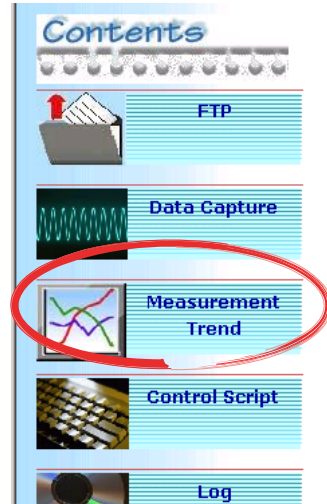 Contents
FTP
Data Capture
Measurement
Trend
Control Script
Log